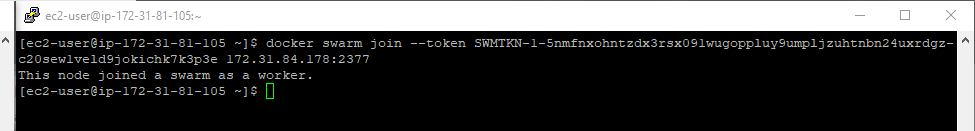 ec2-user@ip-172-31-81-105:~
[ec2-user@ip-172-31-81-105 ~]$ docker swarm join --token SWMTKN-1-5nmfnxohntzdx3rsx091wugoppluy9umpljzuhtnbn24uxrdgz-
c20sewlveld9jokichk7k3p3e 172.31.84.178:2377
This node joined a swarm as a worker.
[ec2-user@ip-172-31-81-105 ~]$